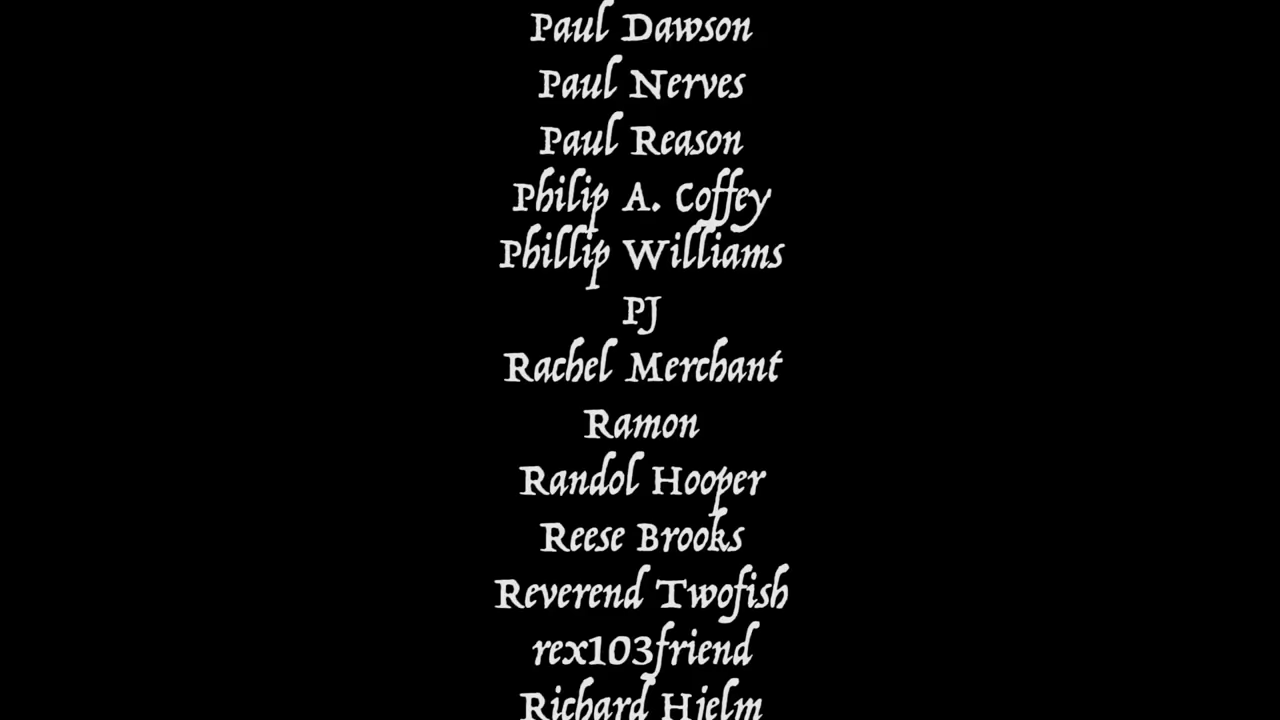 Paul Dawson
Paul Nerves
Paul Reason
Philip A. Coffey
Phillip Williams
PJ
Rachel Merchant
Ramon
Randol Hooper
Reese Brooks
Reverend Twofish
rex103friend
Richard Hjelm